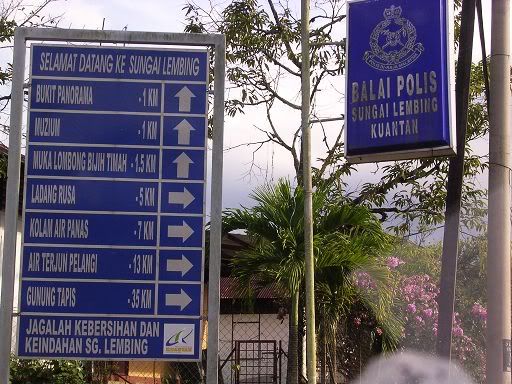 SELAMAT DATANG KE SUNGAI LEMBING
BUKIT PANORAMA - 1 KM
MUZIUM - 1 KM
MUKA LOMBONG BIJIH TIMAH - 1.5 KM
LADANG RUSA - 5 KM
KOLAM AIR PANAS - 7 KM
AIR TERJUN PELANGI - 13 KM
GUNUNG TAPIS - 35 KM
JAGALAH KEBERSIHAN DAN
KEINDAHAN SG. LEMBING
BALAI POLIS
SUNGAI LEMBING
KUANTAN